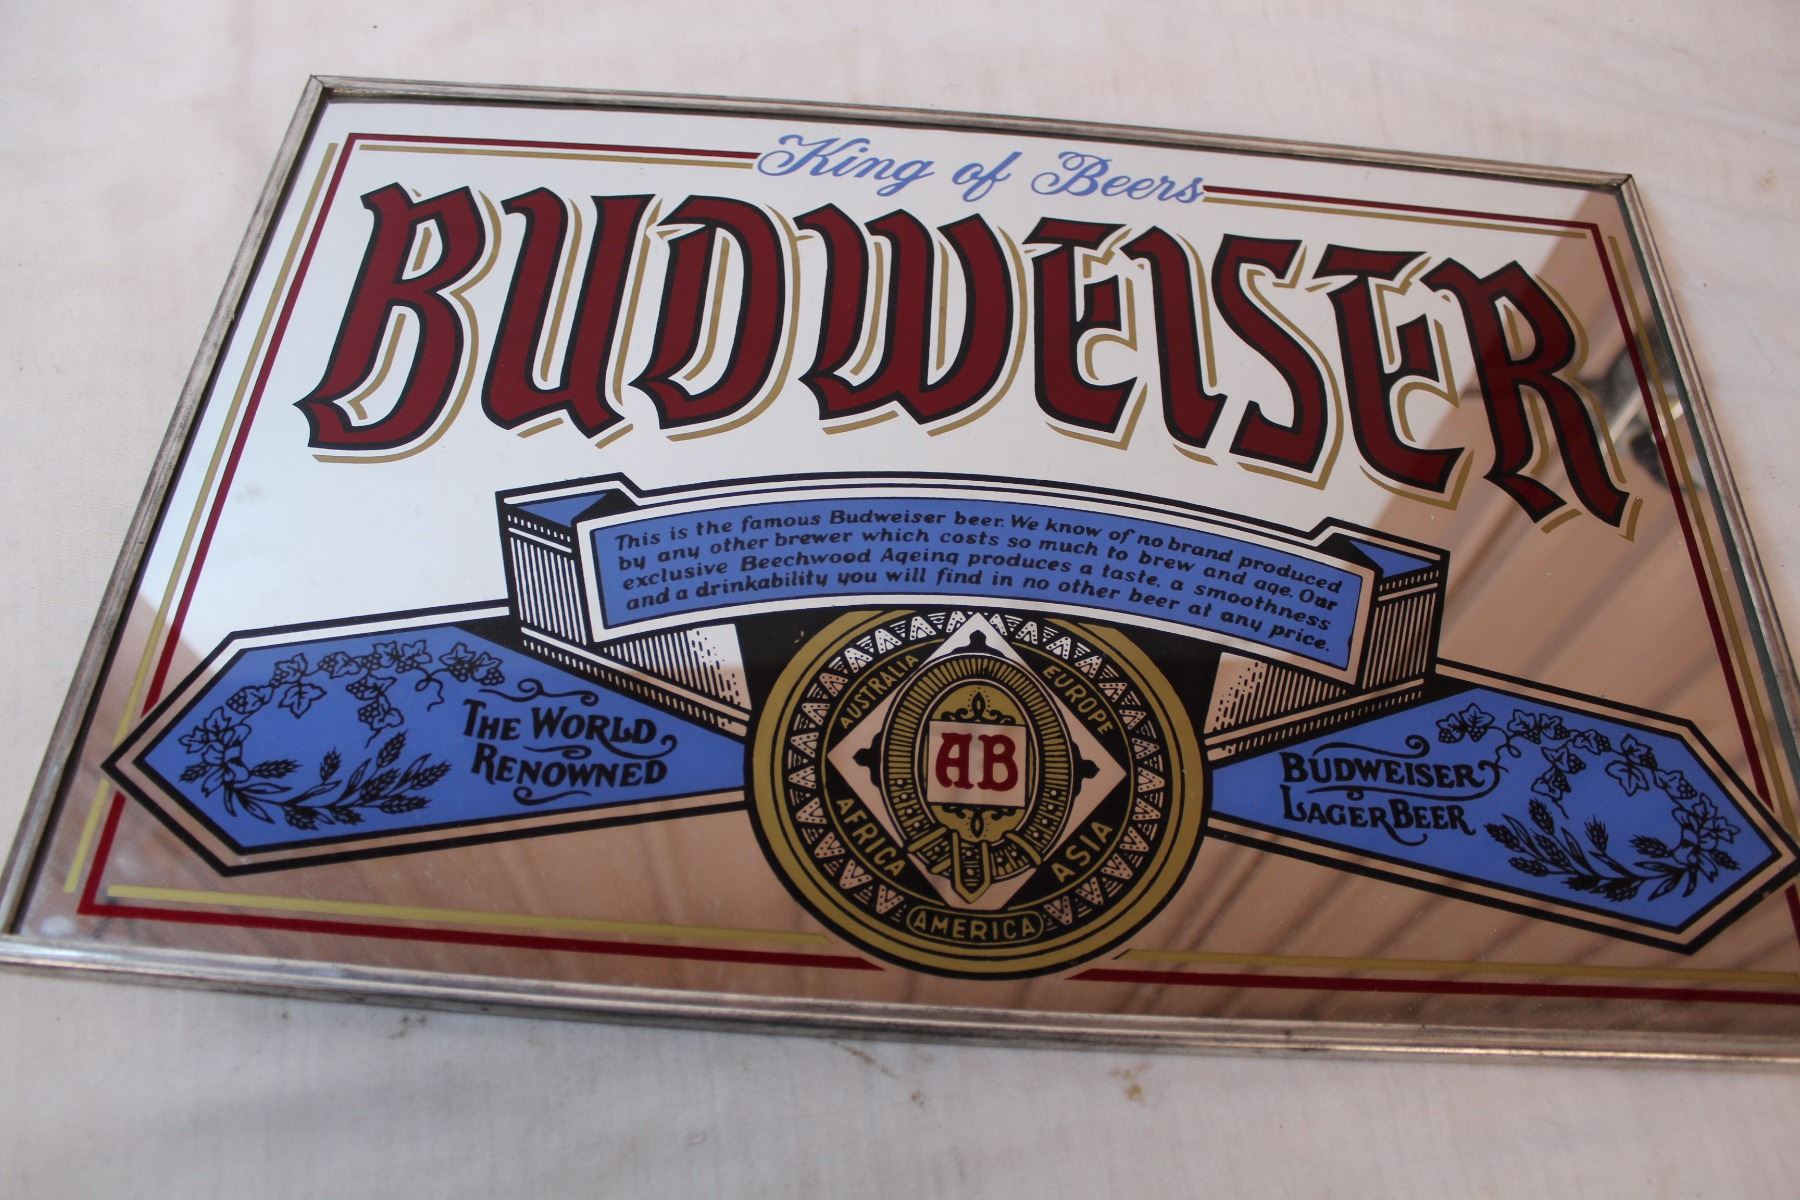 King of Beers
BUDWEISER
This is the famous Budweiser beer. We know of no brand produced
by any other brewer which costs so much to brew and age. Our
exclusive Beechwood Ageing produces a taste, a smoothness
and a drinkability you will find in no other beer at any price.
THE WORLD
RENOWNED
AUSTRALIA
EUROPE
AB
AFRICA
ASIA
AMERICA
BUDWEISER
LAGER BEER